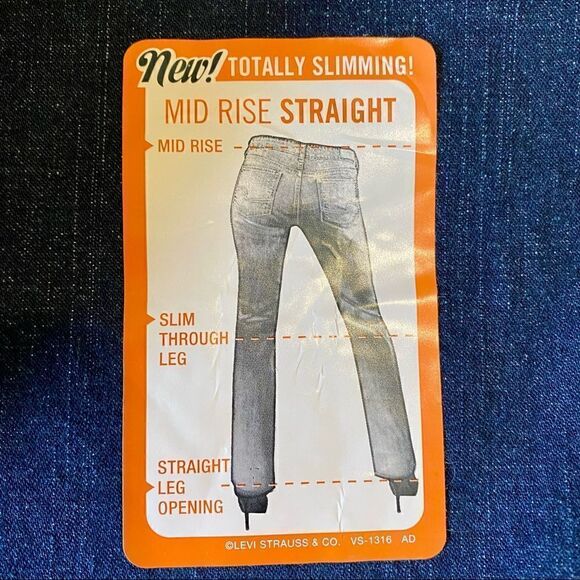 New! TOTALLY SLIMMING!
MID RISE STRAIGHT
MID RISE
SLIM
THROUGH
LEG
STRAIGHT
LEG
OPENING
©LEVI STRAUSS & CO. VS-1316 AD